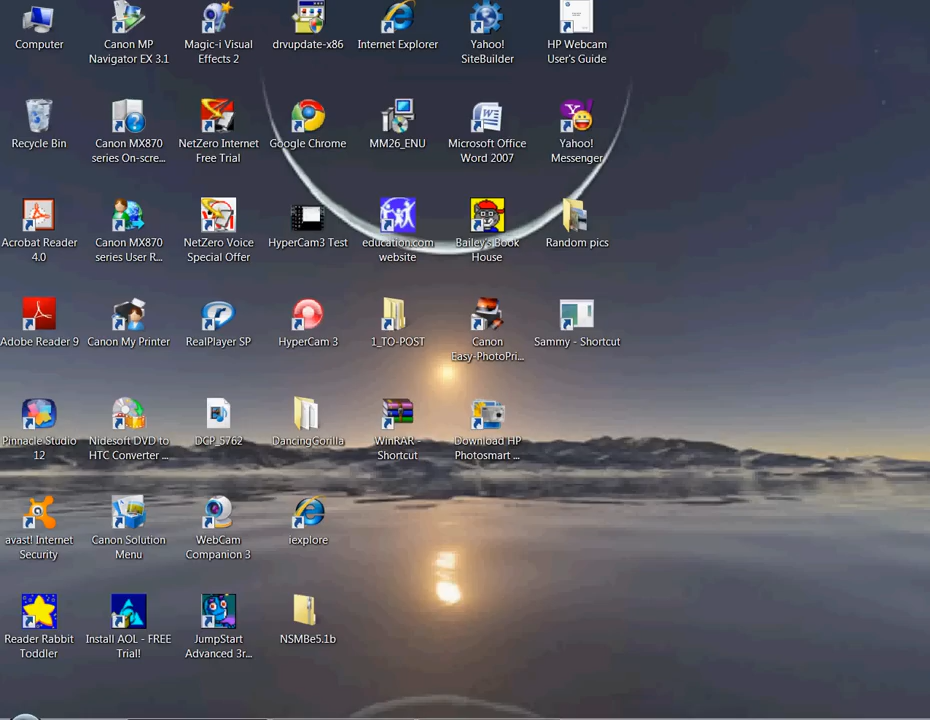 Computer
Canon MP
Navigator EX 3.1
Magic-i Visual
Effects 2
drvupdate-x86
Internet Explorer
Yahoo!
SiteBuilder
HP Webcam
User's Guide
Recycle Bin
Canon MX870
series On-scre...
NetZero Internet
Free Trial
Google Chrome
MM26_ENU
Microsoft Office
Word 2007
Yahoo!
Messenger
Acrobat Reader
4.0
Canon MX870
series User R...
NetZero Voice
Special Offer
HyperCam3 Test
education.com
website
Bailey's Book
House
Random pics
Adobe Reader 9
Canon My Printer
RealPlayer SP
HyperCam 3
1_TO-POST
Canon
Easy-PhotoPri...
Sammy - Shortcut
Pinnacle Studio
12
Nidesoft DVD to
HTC Converter ...
DCP_5762
DancingGorilla
WinRAR -
Shortcut
Download HP
Photosmart ...
avast! Internet
Security
Canon Solution
Menu
WebCam
Companion 3
iexplore
Reader Rabbit
Toddler
Install AOL - FREE
Trial!
JumpStart
Advanced 3r...
NSMBe5.1b